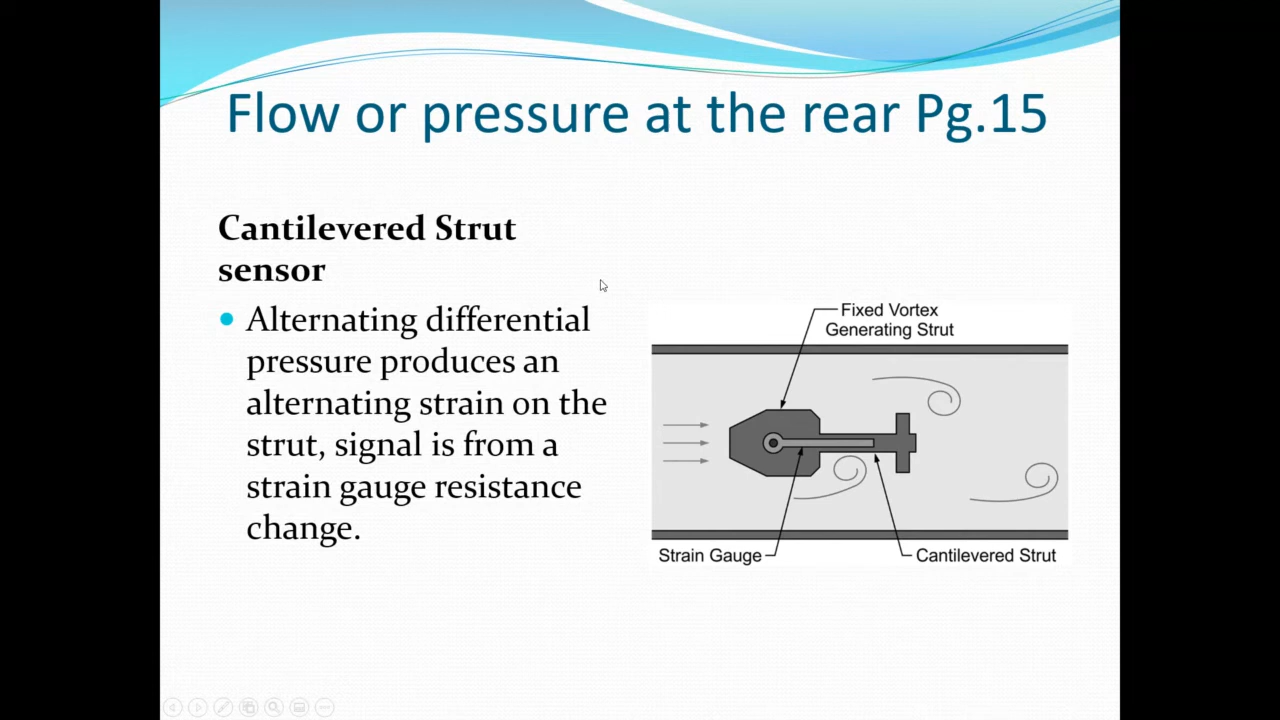 Flow or pressure at the rear Pg.15
Cantilevered Strut
sensor
Alternating differential
pressure produces an
alternating strain on the
strut, signal is from a
strain gauge resistance
change.
Fixed Vortex
Generating Strut
Strain Gauge
Cantilevered Strut